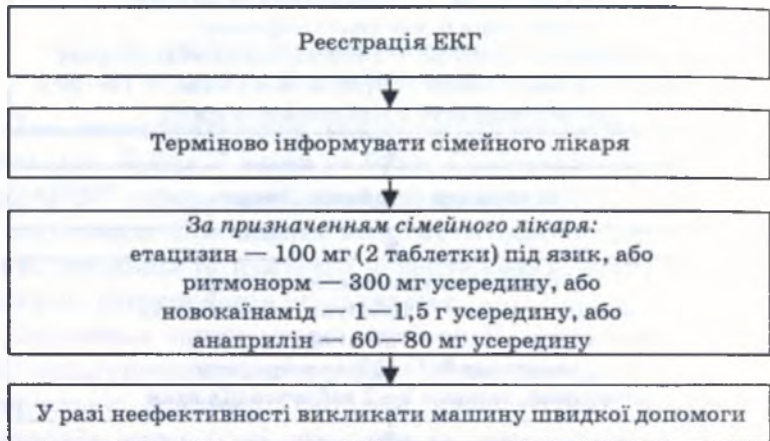 Реєстрація ЕКГ
Терміново інформувати сімейного лікаря
За призначенням сімейного лікаря:
етацизин — 100 мг (2 таблетки) під язик, або
ритмонорм — 300 мг усередину, або
новокаїнамід — 1—1,5 г усередину, або
анаприлін — 60—80 мг усередину
У разі неефективності викликати машину швидкої допомоги